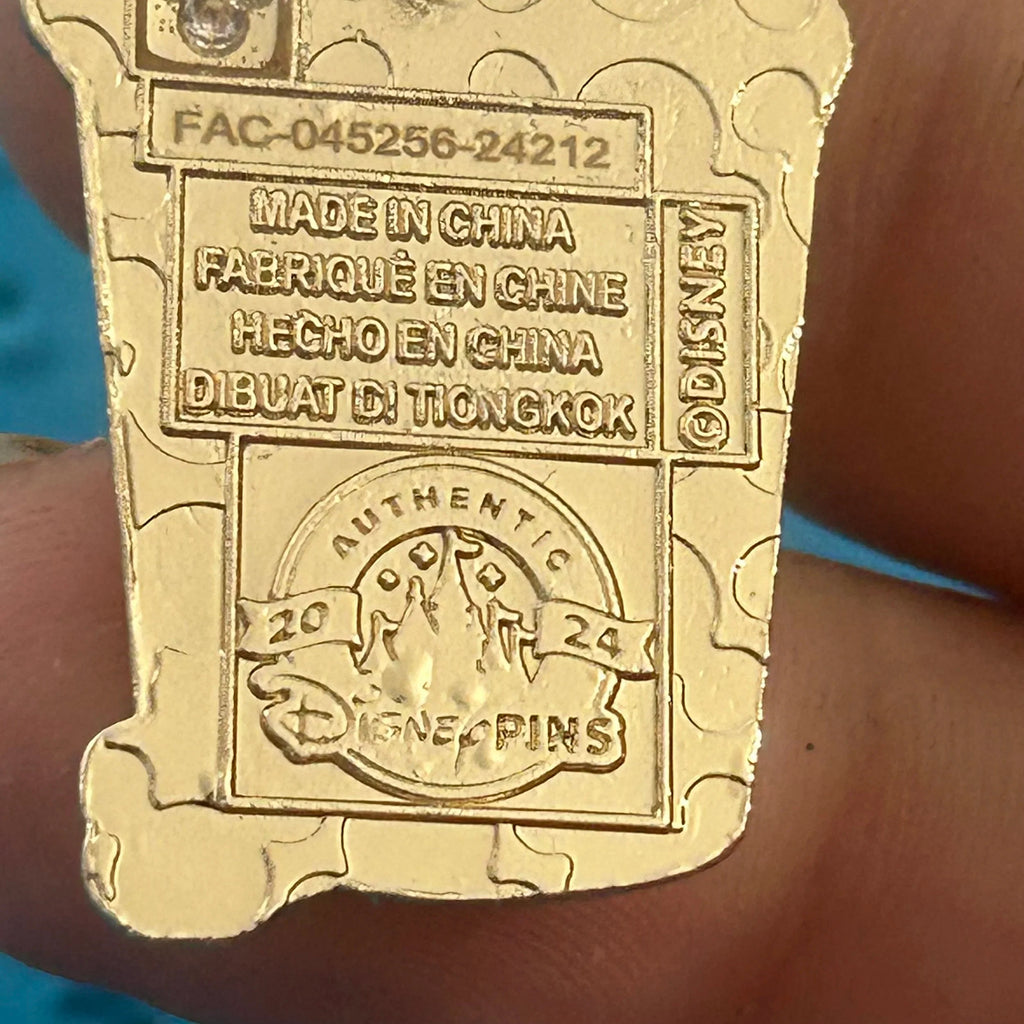 FAC-045256-24212
MADE IN CHINA
FABRIQUÉ EN CHINE
HECHO EN CHINA
DIBUAT DI TIONGKOK
©DISNEY
AUTHENTIC
20 24
DISNEY PINS